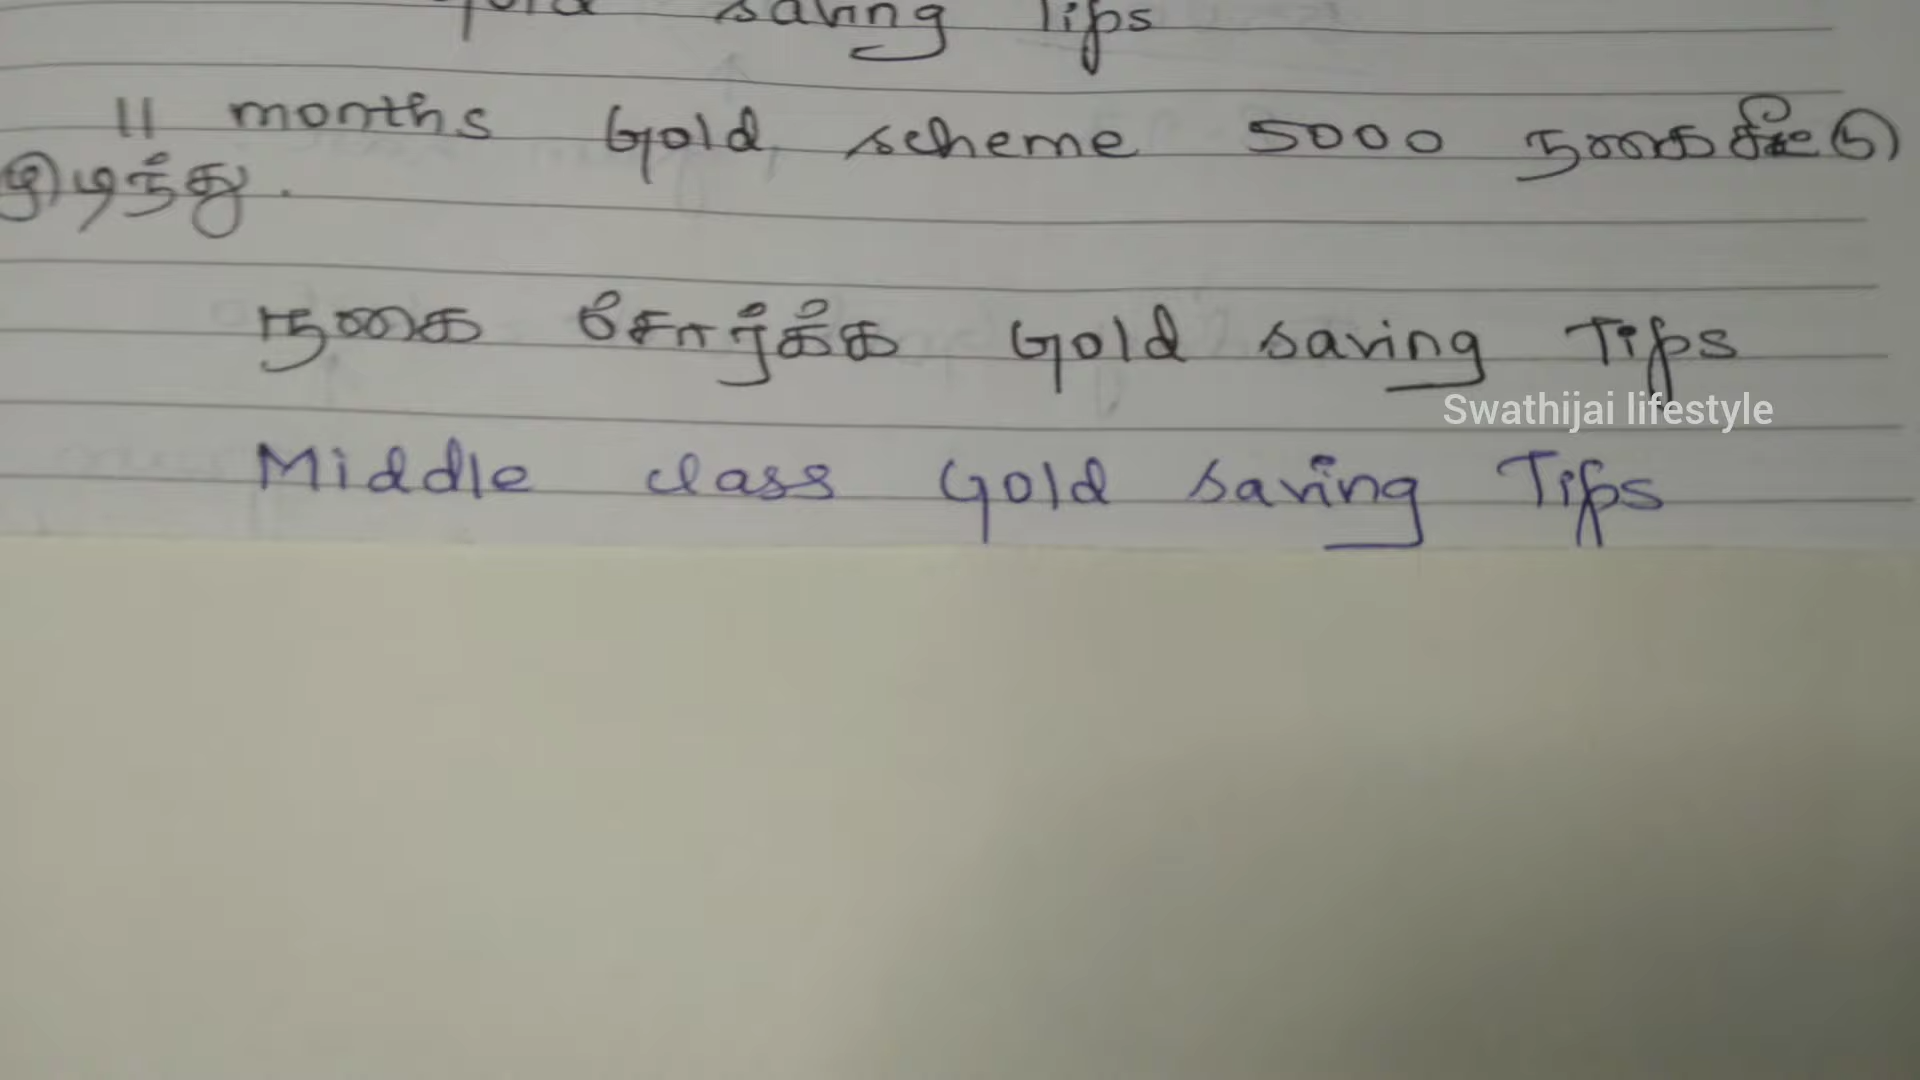 Gold saving Tips
11 months Gold scheme 5000 நகை சீட்டு
முடிந்து.
நகை சேர்க்க Gold saving Tips
Swathijai lifestyle
Middle class Gold saving Tips